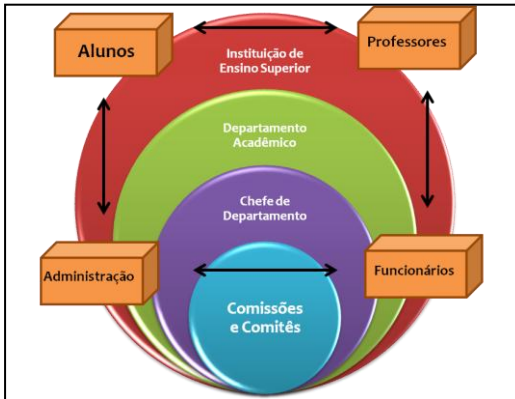 Alunos
Professores
Instituição de
Ensino Superior
Departamento
Acadêmico
Chefe de
Departamento
Administração
Funcionários
Comissões
e Comitês